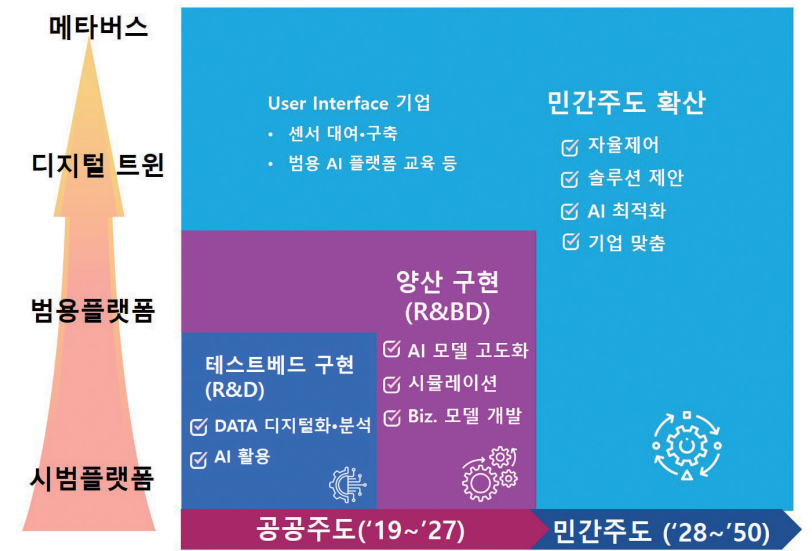 메타버스
디지털 트윈
범용플랫폼
시범플랫폼
User Interface 기업
• 센서 대여•구축
• 범용 AI 플랫폼 교육 등
민간주도 확산
자율제어
솔루션 제안
AI 최적화
기업 맞춤
양산 구현
(R&BD)
AI 모델 고도화
시뮬레이션
Biz. 모델 개발
테스트베드 구현
(R&D)
DATA 디지털화•분석
AI 활용
공공주도(‘19~’27)
민간주도 (‘28~’50)